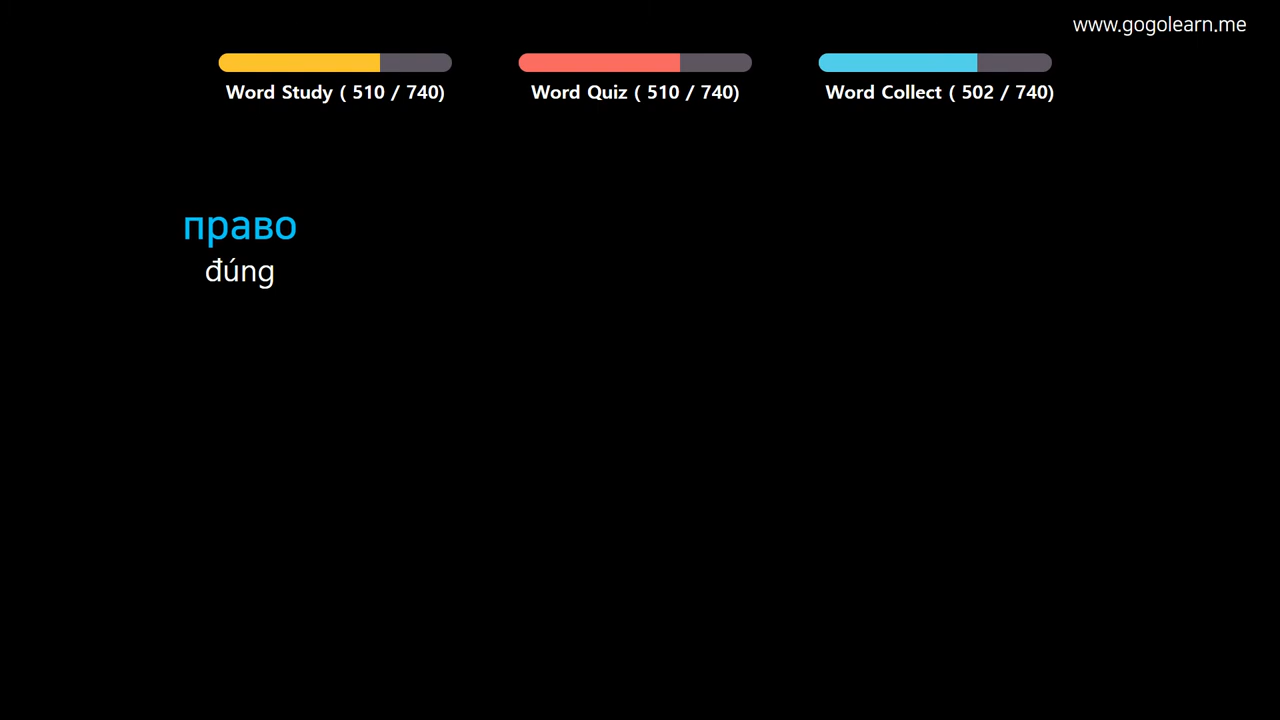 www.gogolearn.me
Word Study ( 510 / 740)
Word Quiz ( 510 / 740)
Word Collect ( 502 / 740)
право
đúng